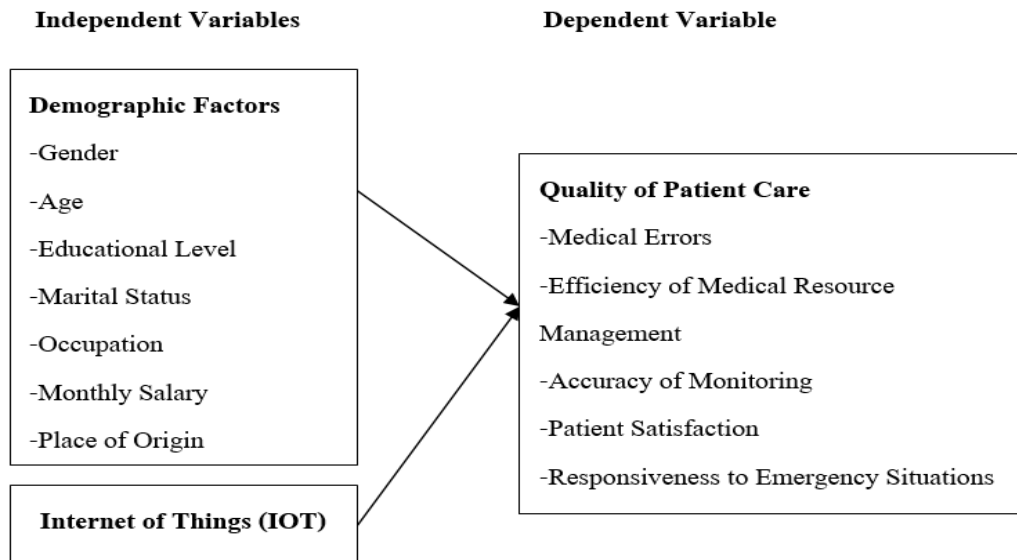 Independent Variables
Dependent Variable
Demographic Factors
-Gender
-Age
-Educational Level
-Marital Status
-Occupation
-Monthly Salary
-Place of Origin
Internet of Things (IOT)
Quality of Patient Care
-Medical Errors
-Efficiency of Medical Resource
Management
-Accuracy of Monitoring
-Patient Satisfaction
-Responsiveness to Emergency Situations